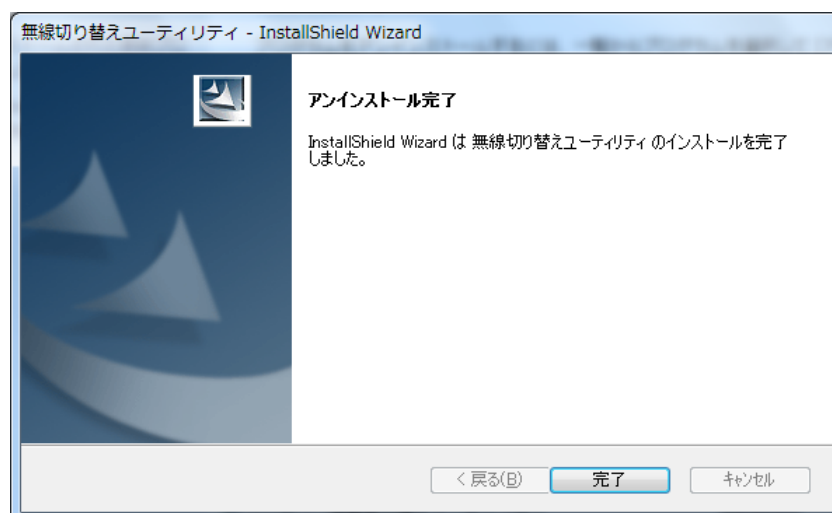 無線切り替えユーティリティ - InstallShield Wizard
アンインストール完了
InstallShield Wizard は 無線切り替えユーティリティ のインストールを完了
しました。
< 戻る(B)
完了
キャンセル